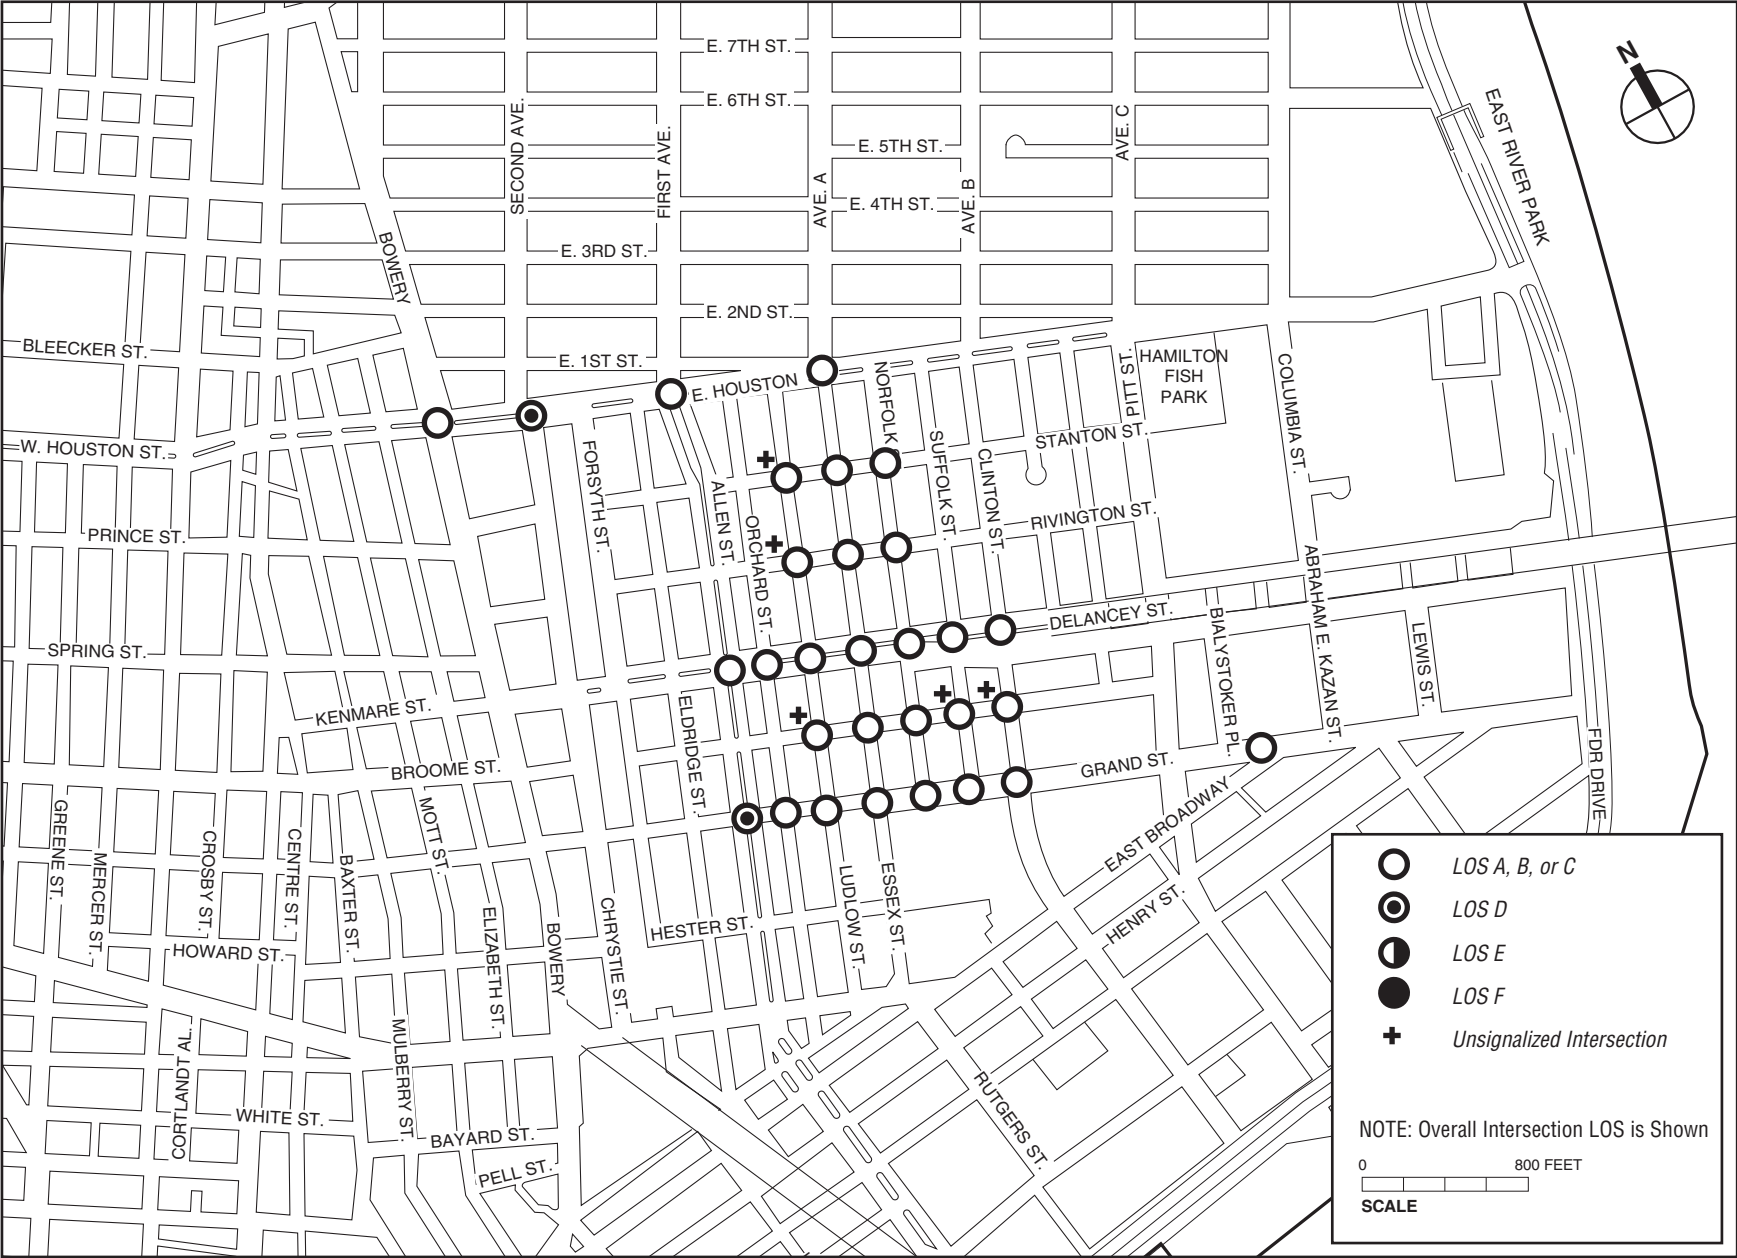 E. 7TH ST.
N
E. 6TH ST.
EAST RIVER PARK
SECOND AVE.
FIRST AVE.
AVE. C
E. 5TH ST.
AVE. A
AVE. B
E. 4TH ST.
BOWERY
E. 3RD ST.
E. 2ND ST.
BLEECKER ST.
E. 1ST ST.
HAMILTON
FISH
PARK
PITT ST.
COLUMBIA ST.
E. HOUSTON
NORFOLK
W. HOUSTON ST.
STANTON ST.
FORSYTH ST.
SUFFOLK ST.
CLINTON ST.
ALLEN ST.
ORCHARD ST.
RIVINGTON ST.
PRINCE ST.
ABRAHAM E. KAZAN ST.
DELANCEY ST.
BIALYSTOKER PL.
LEWIS ST.
SPRING ST.
KENMARE ST.
ELDRIDGE ST.
FDR DRIVE
BROOME ST.
GRAND ST.
GREENE ST.
MERCER ST.
CROSBY ST.
CENTRE ST.
BAXTER ST.
MOTT ST.
EAST BROADWAY
LUDLOW ST.
ESSEX ST.
HENRY ST.
ELIZABETH ST.
BOWERY
CHRYSTIE ST.
HESTER ST.
HOWARD ST.
CORTLANDT AL.
MULBERRY ST.
RUTGERS ST.
WHITE ST.
BAYARD ST.
PELL ST.
LOS A, B, or C
LOS D
LOS E
LOS F
Unsignalized Intersection
NOTE: Overall Intersection LOS is Shown
0 800 FEET
SCALE